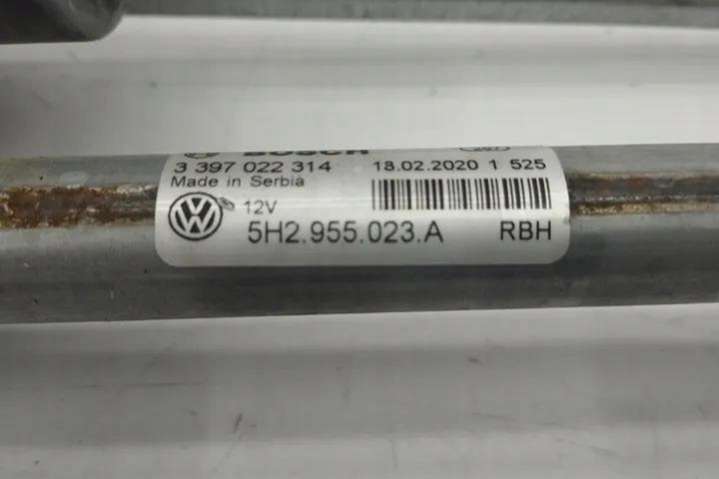 BOSCH
3 397 022 314 18.02.2020 1 525
Made in Serbia
12V
5H2.955.023.A RBH